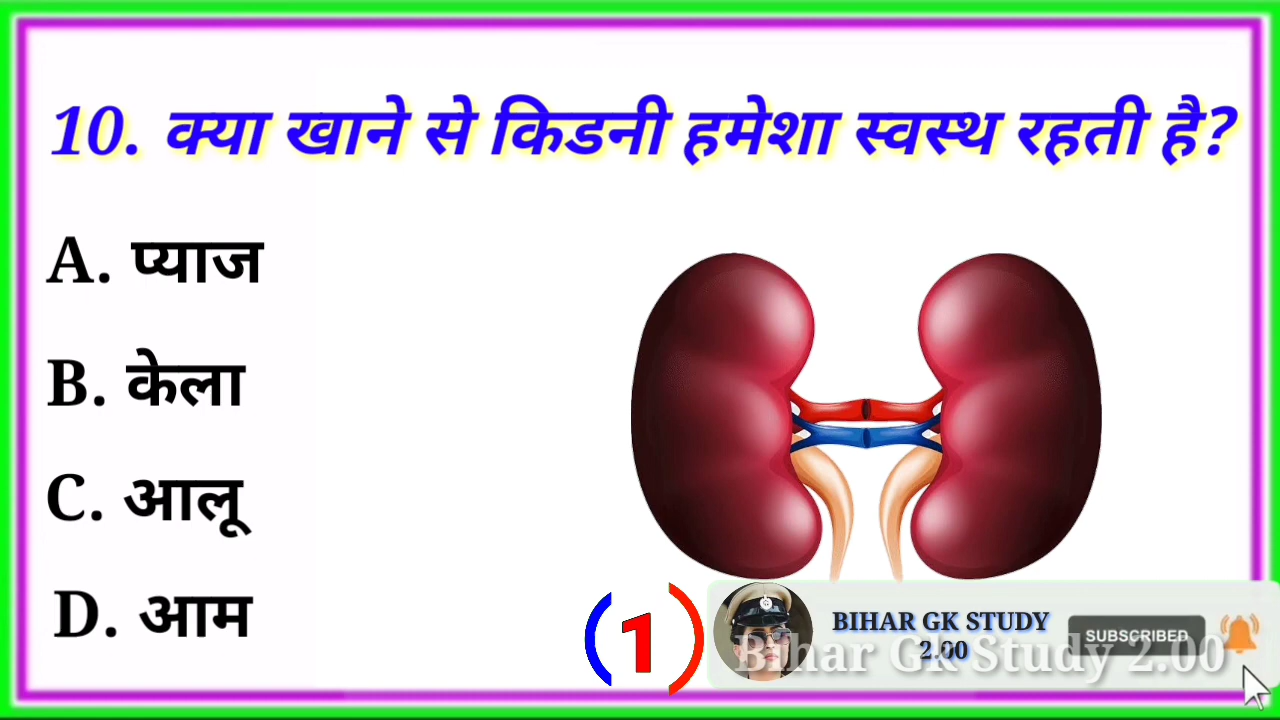 10. क्या खाने से किडनी हमेशा स्वस्थ रहती है?
A. प्याज
B. केला
C. आलू
D. आम
1
BIHAR GK STUDY
2.00
SUBSCRIBED
Bihar Gk Study 2.00